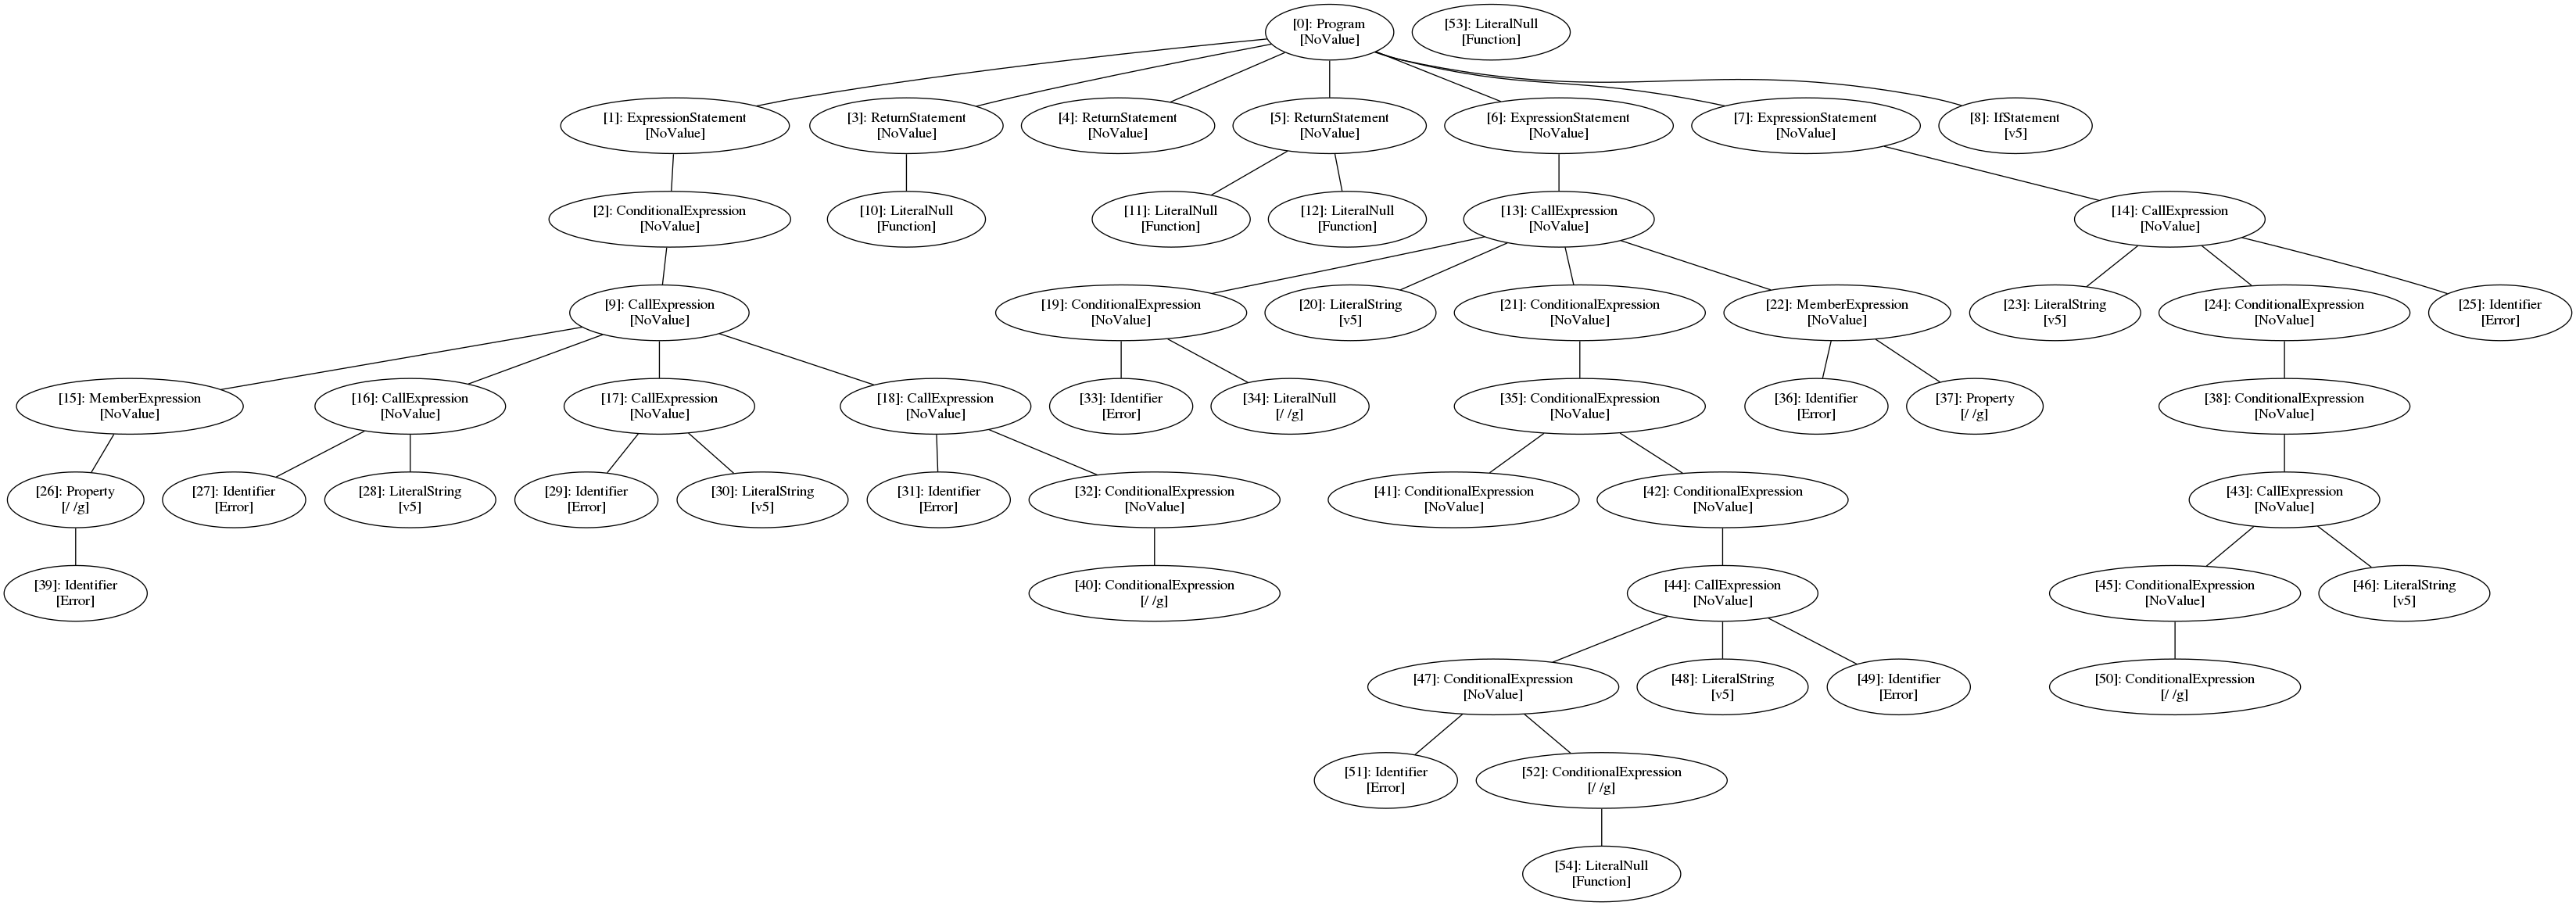 [0]: Program
[NoValue]
[53]: LiteralNull
[Function]
[1]: ExpressionStatement
[NoValue]
[3]: ReturnStatement
[NoValue]
[4]: ReturnStatement
[NoValue]
[5]: ReturnStatement
[NoValue]
[6]: ExpressionStatement
[NoValue]
[7]: ExpressionStatement
[NoValue]
[8]: IfStatement
[v5]
[2]: ConditionalExpression
[NoValue]
[10]: LiteralNull
[Function]
[11]: LiteralNull
[Function]
[12]: LiteralNull
[Function]
[13]: CallExpression
[NoValue]
[14]: CallExpression
[NoValue]
[9]: CallExpression
[NoValue]
[19]: ConditionalExpression
[NoValue]
[20]: LiteralString
[v5]
[21]: ConditionalExpression
[NoValue]
[22]: MemberExpression
[NoValue]
[23]: LiteralString
[v5]
[24]: ConditionalExpression
[NoValue]
[25]: Identifier
[Error]
[15]: MemberExpression
[NoValue]
[16]: CallExpression
[NoValue]
[17]: CallExpression
[NoValue]
[18]: CallExpression
[NoValue]
[33]: Identifier
[Error]
[34]: LiteralNull
[/ /g]
[35]: ConditionalExpression
[NoValue]
[36]: Identifier
[Error]
[37]: Property
[/ /g]
[38]: ConditionalExpression
[NoValue]
[26]: Property
[/ /g]
[27]: Identifier
[Error]
[28]: LiteralString
[v5]
[29]: Identifier
[Error]
[30]: LiteralString
[v5]
[31]: Identifier
[Error]
[32]: ConditionalExpression
[NoValue]
[41]: ConditionalExpression
[NoValue]
[42]: ConditionalExpression
[NoValue]
[43]: CallExpression
[NoValue]
[39]: Identifier
[Error]
[40]: ConditionalExpression
[/ /g]
[44]: CallExpression
[NoValue]
[45]: ConditionalExpression
[NoValue]
[46]: LiteralString
[v5]
[47]: ConditionalExpression
[NoValue]
[48]: LiteralString
[v5]
[49]: Identifier
[Error]
[50]: ConditionalExpression
[/ /g]
[51]: Identifier
[Error]
[52]: ConditionalExpression
[/ /g]
[54]: LiteralNull
[Function]